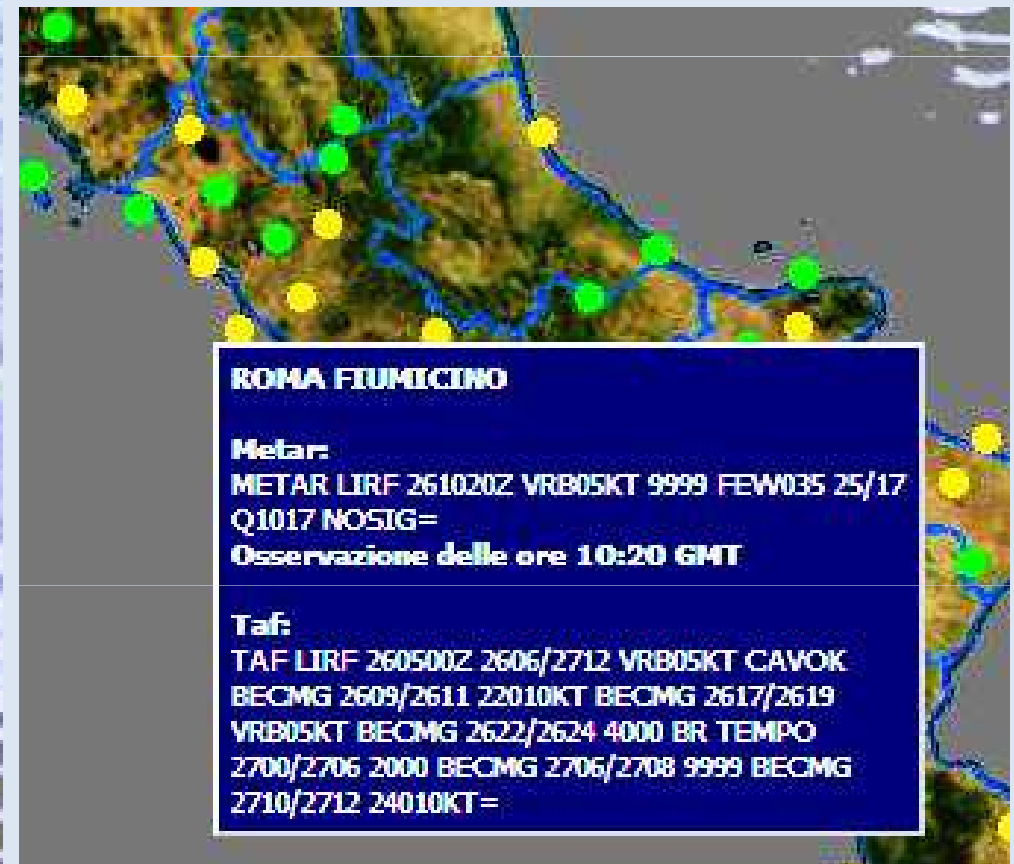 ROMA FIUMICINO
Metar:
METAR LIRF 261020Z VRB05KT 9999 FEW035 25/17
Q1017 NOSIG=
Osservazione delle ore 10:20 GMT
Taf:
TAF LIRF 260500Z 2606/2712 VRB05KT CAVOK
BECMG 2609/2611 22010KT BECMG 2617/2619
VRB05KT BECMG 2622/2624 4000 BR TEMPO
2700/2706 2000 BECMG 2706/2708 9999 BECMG
2710/2712 24010KT=